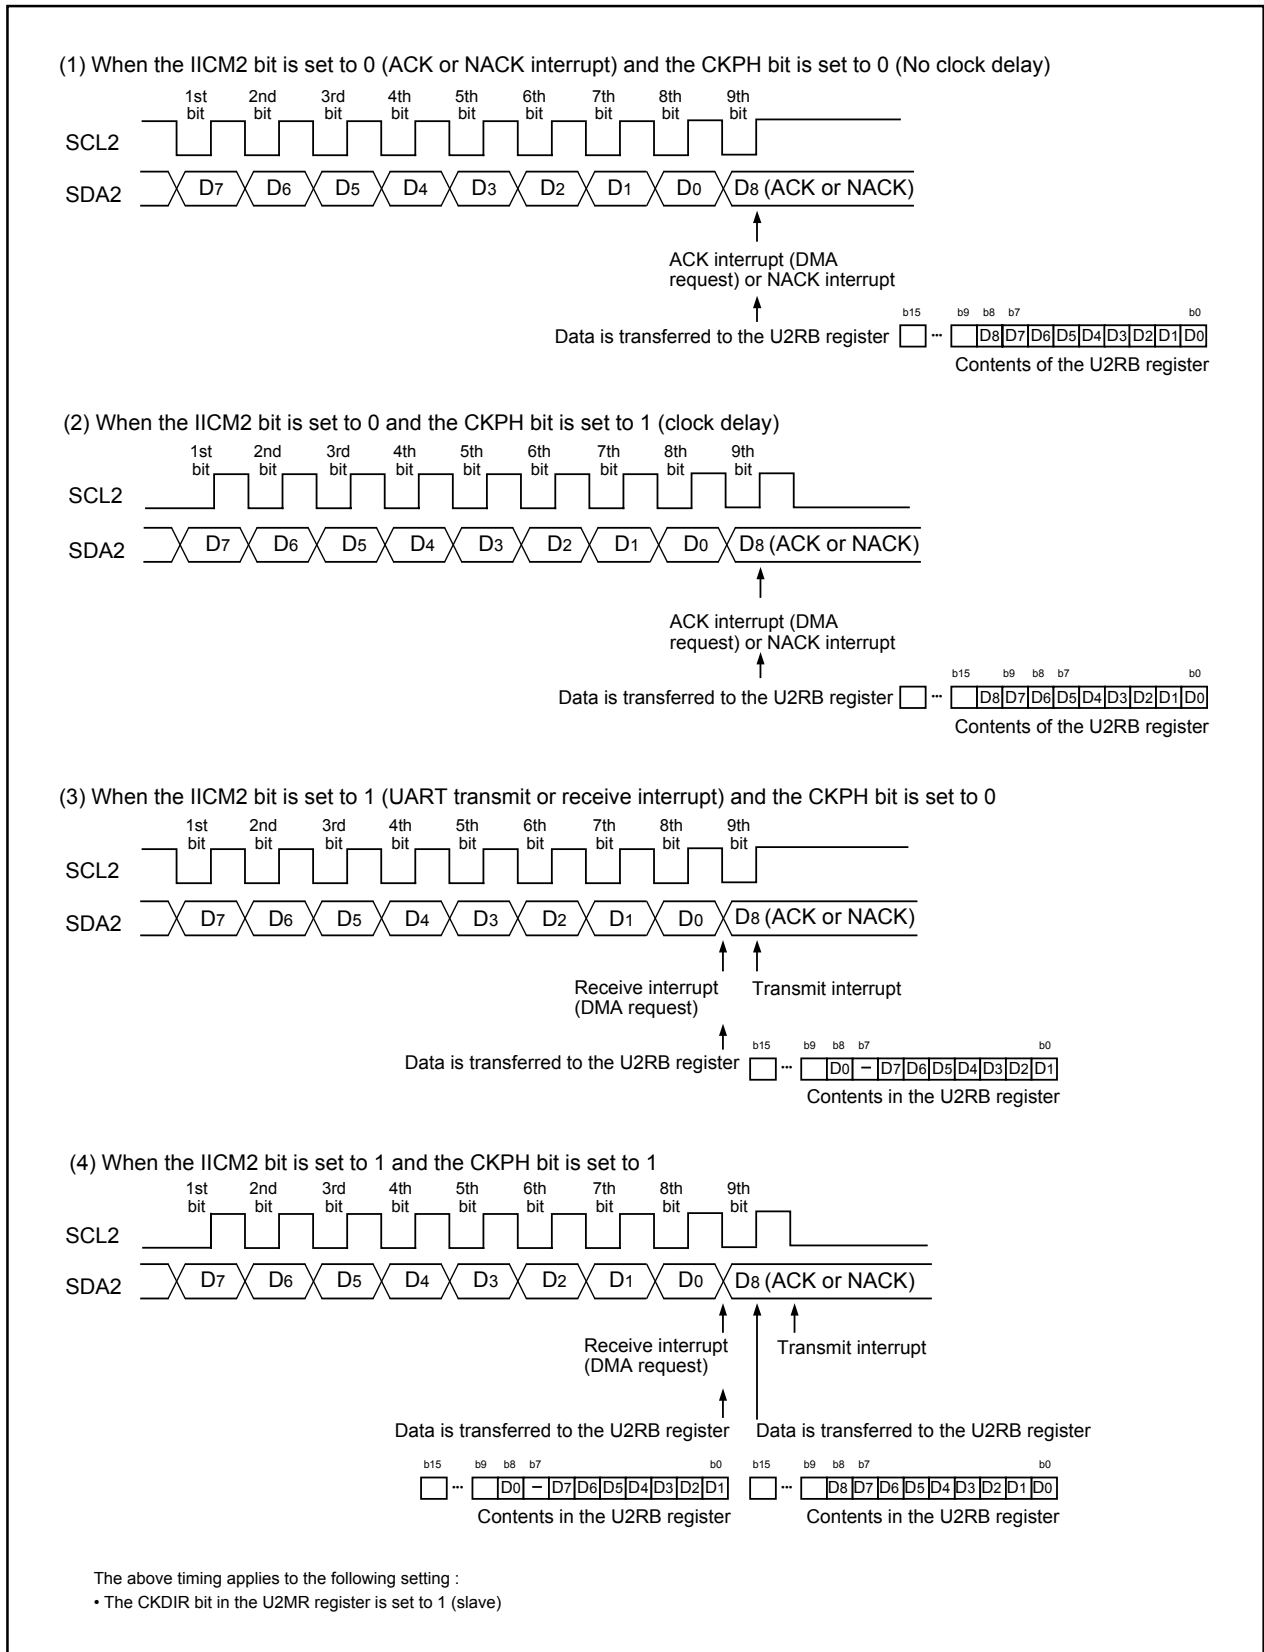 (1) When the IICM2 bit is set to 0 (ACK or NACK interrupt) and the CKPH bit is set to 0 (No clock delay)
1st 2nd 3rd 4th 5th 6th 7th 8th 9th
bit bit bit bit bit bit bit bit bit
SCL2
SDA2 D7 D6 D5 D4 D3 D2 D1 D0 D8 (ACK or NACK)
ACK interrupt (DMA
request) or NACK interrupt
b15 b9 b8 b7 b0
Data is transferred to the U2RB register ... D8 D7 D6 D5 D4 D3 D2 D1 D0
Contents of the U2RB register
(2) When the IICM2 bit is set to 0 and the CKPH bit is set to 1 (clock delay)
1st 2nd 3rd 4th 5th 6th 7th 8th 9th
bit bit bit bit bit bit bit bit bit
SCL2
SDA2 D7 D6 D5 D4 D3 D2 D1 D0 D8 (ACK or NACK)
ACK interrupt (DMA
request) or NACK interrupt
b15 b9 b8 b7 b0
Data is transferred to the U2RB register ... D8 D7 D6 D5 D4 D3 D2 D1 D0
Contents of the U2RB register
(3) When the IICM2 bit is set to 1 (UART transmit or receive interrupt) and the CKPH bit is set to 0
1st 2nd 3rd 4th 5th 6th 7th 8th 9th
bit bit bit bit bit bit bit bit bit
SCL2
SDA2 D7 D6 D5 D4 D3 D2 D1 D0 D8 (ACK or NACK)
Receive interrupt Transmit interrupt
(DMA request)
b15 b9 b8 b7 b0
Data is transferred to the U2RB register ... D0 – D7 D6 D5 D4 D3 D2 D1
Contents in the U2RB register
(4) When the IICM2 bit is set to 1 and the CKPH bit is set to 1
1st 2nd 3rd 4th 5th 6th 7th 8th 9th
bit bit bit bit bit bit bit bit bit
SCL2
SDA2 D7 D6 D5 D4 D3 D2 D1 D0 D8 (ACK or NACK)
Receive interrupt Transmit interrupt
(DMA request)
Data is transferred to the U2RB register Data is transferred to the U2RB register
b15 b9 b8 b7 b0 b15 b9 b8 b7 b0
... D0 – D7 D6 D5 D4 D3 D2 D1 ... D8 D7 D6 D5 D4 D3 D2 D1 D0
Contents in the U2RB register Contents in the U2RB register
The above timing applies to the following setting :
• The CKDIR bit in the U2MR register is set to 1 (slave)